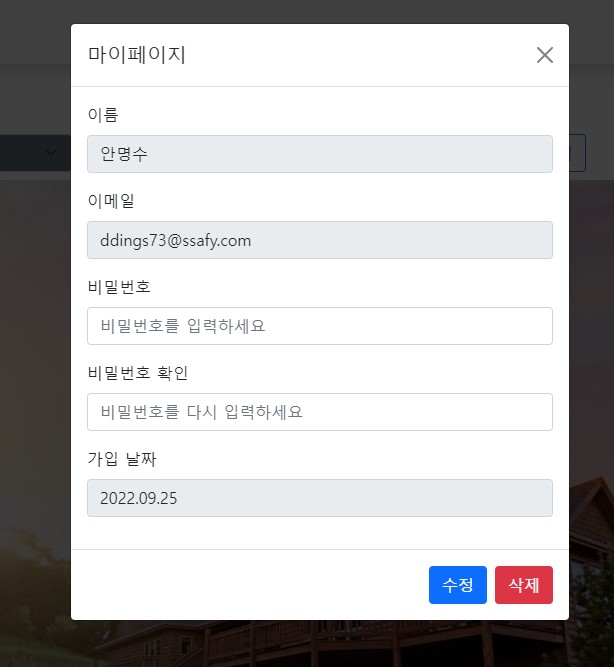 마이페이지
이름
안명수
이메일
ddings73@ssafy.com
비밀번호
비밀번호를 입력하세요
비밀번호 확인
비밀번호를 다시 입력하세요
가입 날짜
2022.09.25
수정 삭제